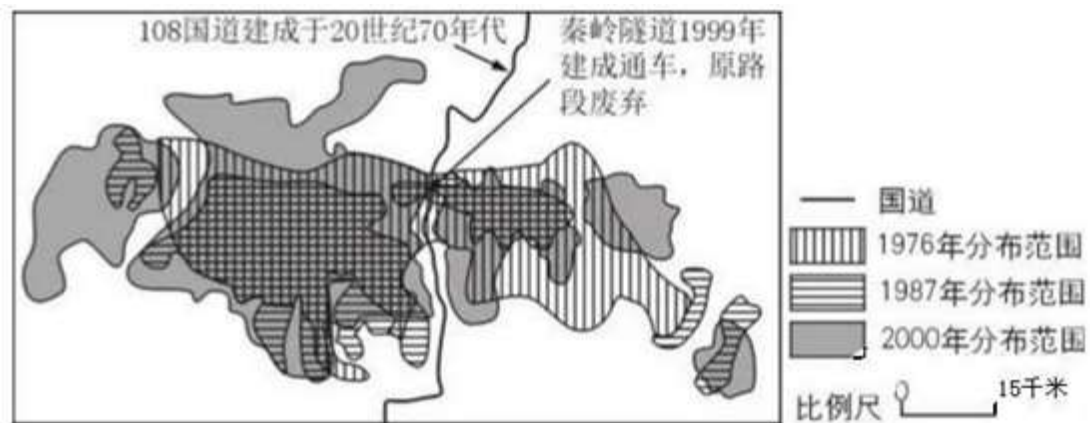 108国道建成于20世纪70年代
秦岭隧道1999年
建成通车，原路
段废弃
国道
1976年分布范围
1987年分布范围
2000年分布范围
比例尺
15千米